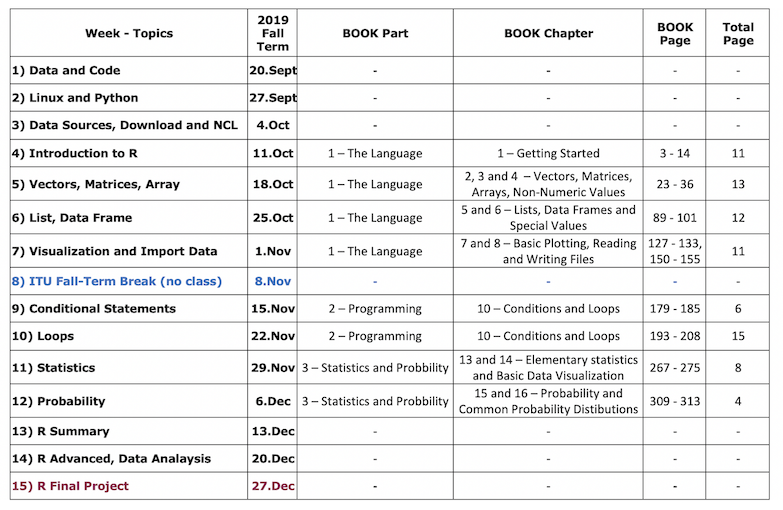 Week - Topics 2019 Fall Term BOOK Part BOOK Chapter BOOK Page Total Page
1) Data and Code 20.Sept - - - -
2) Linux and Python 27.Sept - - - -
3) Data Sources, Download and NCL 4.Oct - - - -
4) Introduction to R 11.Oct 1 – The Language 1 – Getting Started 3 - 14 11
5) Vectors, Matrices, Array 18.Oct 1 – The Language 2, 3 and 4 – Vectors, Matrices, Arrays, Non-Numeric Values 23 - 36 13
6) List, Data Frame 25.Oct 1 – The Language 5 and 6 – Lists, Data Frames and Special Values 89 - 101 12
7) Visualization and Import Data 1.Nov 1 – The Language 7 and 8 – Basic Plotting, Reading and Writing Files 127 - 133, 150 - 155 11
8) ITU Fall-Term Break (no class) 8.Nov - - - -
9) Conditional Statements 15.Nov 2 – Programming 10 – Conditions and Loops 179 - 185 6
10) Loops 22.Nov 2 – Programming 10 – Conditions and Loops 193 - 208 15
11) Statistics 29.Nov 3 – Statistics and Probbility 13 and 14 – Elementary statistics and Basic Data Visualization 267 - 275 8
12) Probability 6.Dec 3 – Statistics and Probbility 15 and 16 – Probability and Common Probability Distibutions 309 - 313 4
13) R Summary 13.Dec - - - -
14) R Advanced, Data Analaysis 20.Dec - - - -
15) R Final Project 27.Dec - - - -